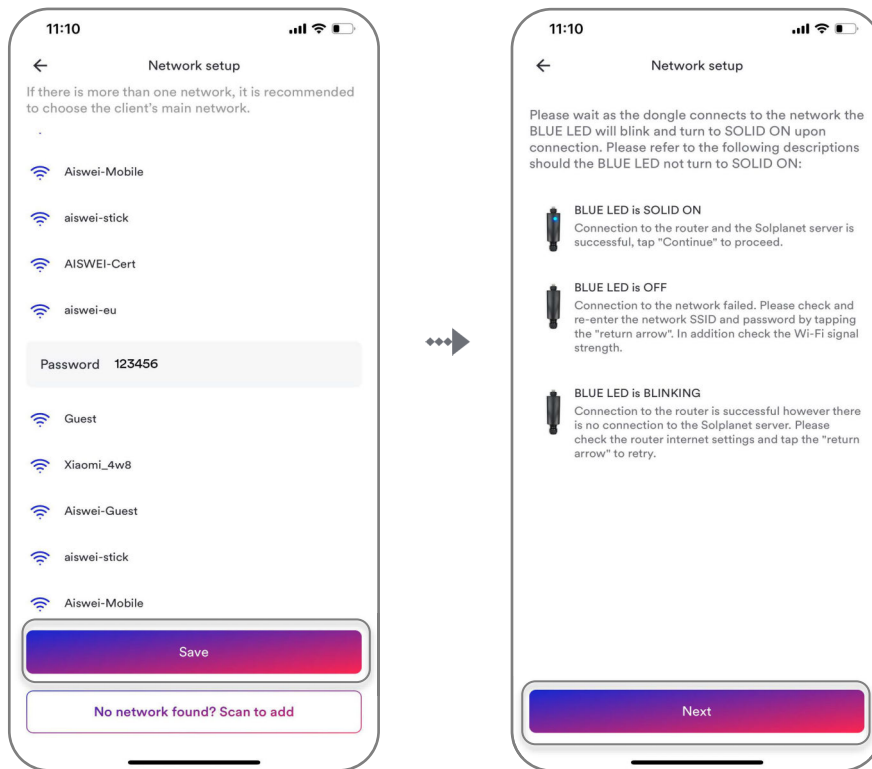 11:10
Network setup
If there is more than one network, it is recommended
to choose the client's main network.
Aiswei-Mobile
aiswei-stick
AISWEI-Cert
aiswei-eu
Password 123456
Guest
Xiaomi_4w8
Aiswei-Guest
aiswei-stick
Aiswei-Mobile
Save
No network found? Scan to add
11:10
Network setup
Please wait as the dongle connects to the network the
BLUE LED will blink and turn to SOLID ON upon
connection. Please refer to the following descriptions
should the BLUE LED not turn to SOLID ON:
BLUE LED is SOLID ON
Connection to the router and the Solplanet server is
successful, tap "Continue" to proceed.
BLUE LED is OFF
Connection to the network failed. Please check and
re-enter the network SSID and password by tapping
the "return arrow". In addition check the Wi-Fi signal
strength.
BLUE LED is BLINKING
Connection to the router is successful however there
is no connection to the Solplanet server. Please
check the router internet settings and tap the "return
arrow" to retry.
Next